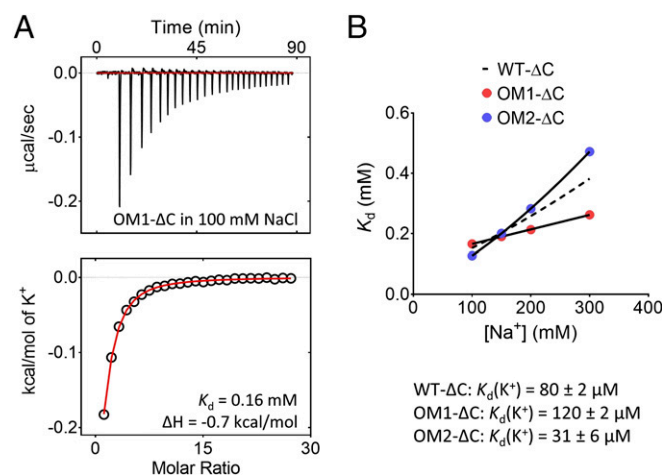 A
Time (min)
0 45 90
0.0
-0.1
-0.2
μcal/sec
OM1-ΔC in 100 mM NaCl
0.0
-0.1
-0.2
kcal/mol of K⁺
Kd = 0.16 mM
ΔH = -0.7 kcal/mol
0 15 30
Molar Ratio
B
WT-ΔC
OM1-ΔC
OM2-ΔC
0.6
0.4
0.2
0.0
Kd (mM)
0 100 200 300 400
[Na⁺] (mM)
WT-ΔC: Kd(K⁺) = 80 ± 2 μM
OM1-ΔC: Kd(K⁺) = 120 ± 2 μM
OM2-ΔC: Kd(K⁺) = 31 ± 6 μM